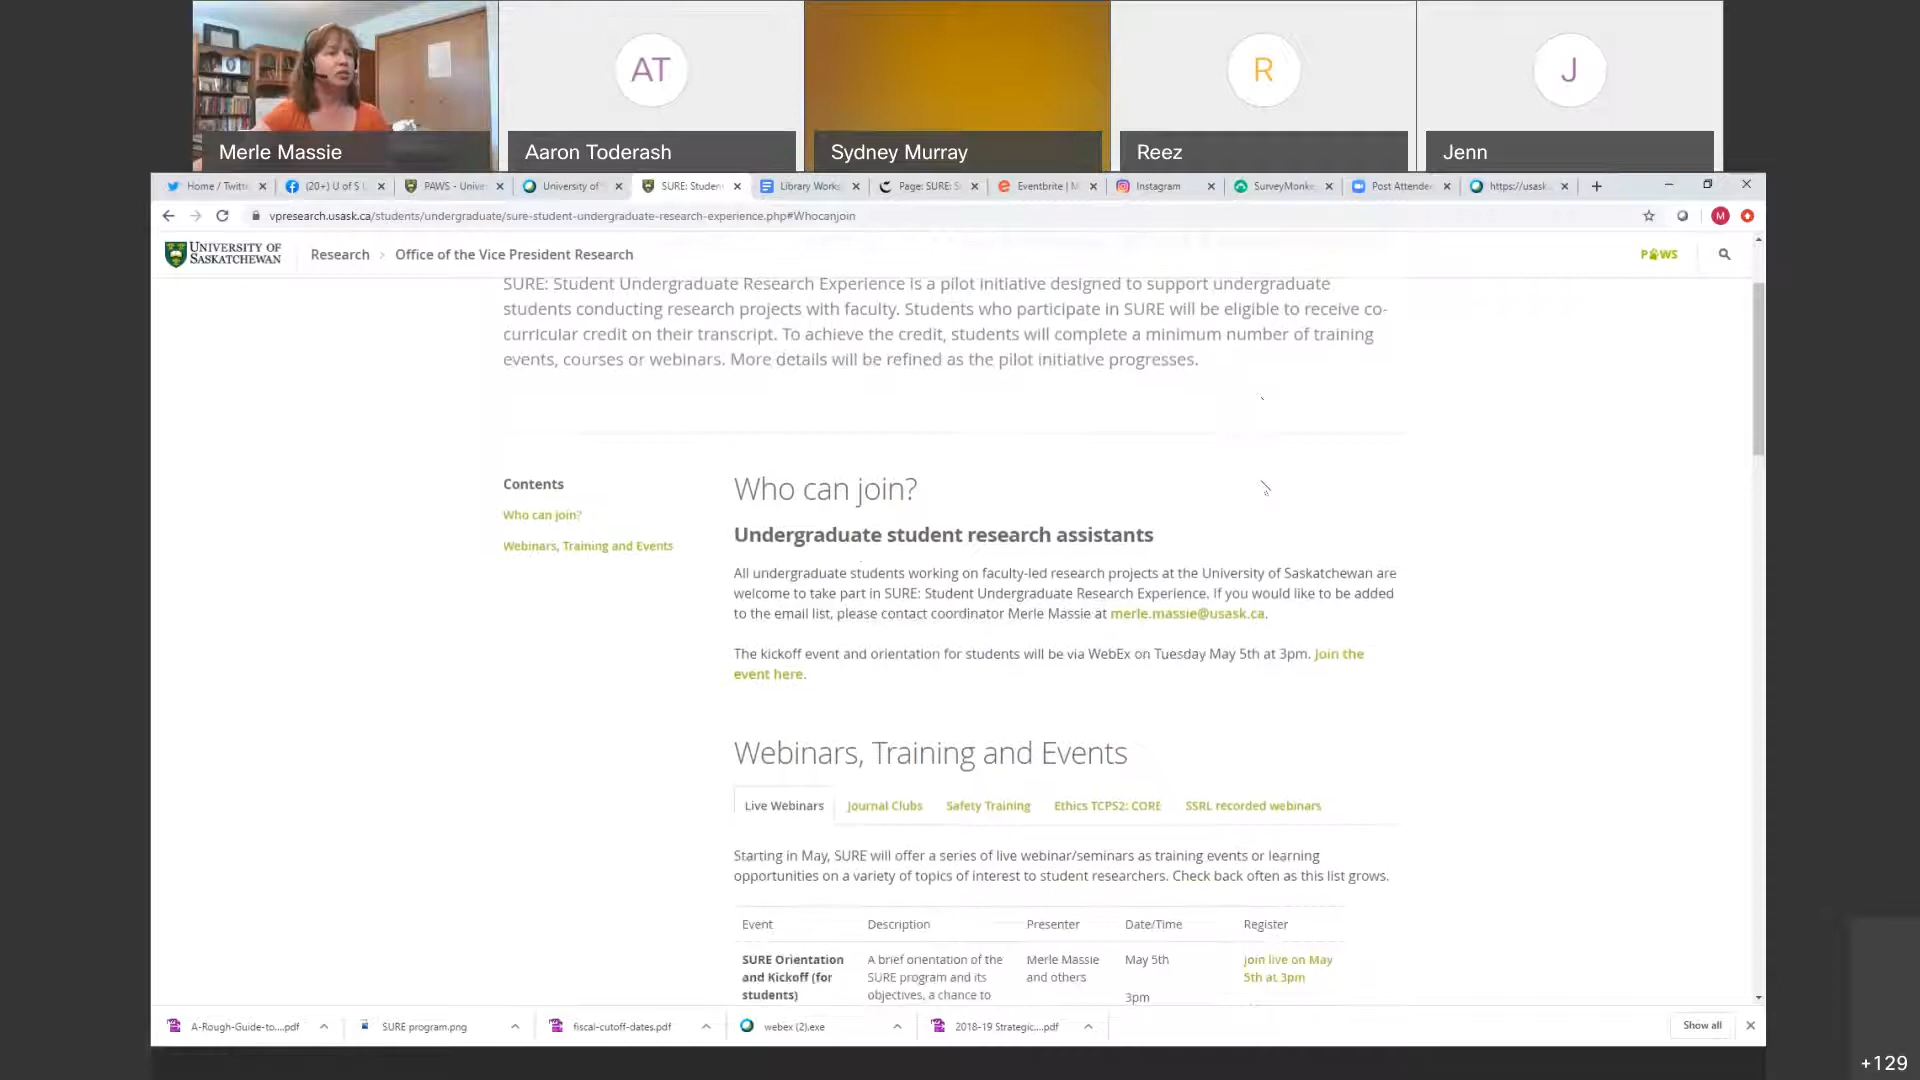 AT
R
J
Merle Massie
Aaron Toderash
Sydney Murray
Reez
Jenn
Home / Twitte
(20+) U of S
PAWS - Unive
University of
SURE: Studen
Library Works
Page: SURE: S
Eventbrite | M
Instagram
SurveyMonk
Post Attende
https://usask
vpresearch.usask.ca/students/undergraduate/sure-student-undergraduate-research-experience.php#Whocanjoin
M
UNIVERSITY OF
SASKATCHEWAN
Research > Office of the Vice President Research
PAWS
SURE: Student Undergraduate Research Experience is a pilot initiative designed to support undergraduate
students conducting research projects with faculty. Students who participate in SURE will be eligible to receive co-
curricular credit on their transcript. To achieve the credit, students will complete a minimum number of training
events, courses or webinars. More details will be refined as the pilot initiative progresses.
Contents
Who can join?
Webinars, Training and Events
Who can join?
Undergraduate student research assistants
All undergraduate students working on faculty-led research projects at the University of Saskatchewan are
welcome to take part in SURE: Student Undergraduate Research Experience. If you would like to be added
to the email list, please contact coordinator Merle Massie at merle.massie@usask.ca.
The kickoff event and orientation for students will be via WebEx on Tuesday May 5th at 3pm. Join the
event here.
Webinars, Training and Events
Live Webinars
Journal Clubs
Safety Training
Ethics TCPS2: CORE
SSRL recorded webinars
Starting in May, SURE will offer a series of live webinar/seminars as training events or learning
opportunities on a variety of topics of interest to student researchers. Check back often as this list grows.
Event
Description
Presenter
Date/Time
Register
SURE Orientation
and Kickoff (for
students)
A brief orientation of the
SURE program and its
objectives, a chance to
Merle Massie
and others
May 5th
3pm
Join live on May
5th at 3pm
A-Rough-Guide-to....pdf
SURE program.png
fiscal-cutoff-dates.pdf
webex (2).exe
2018-19 Strategic....pdf
Show all
+129